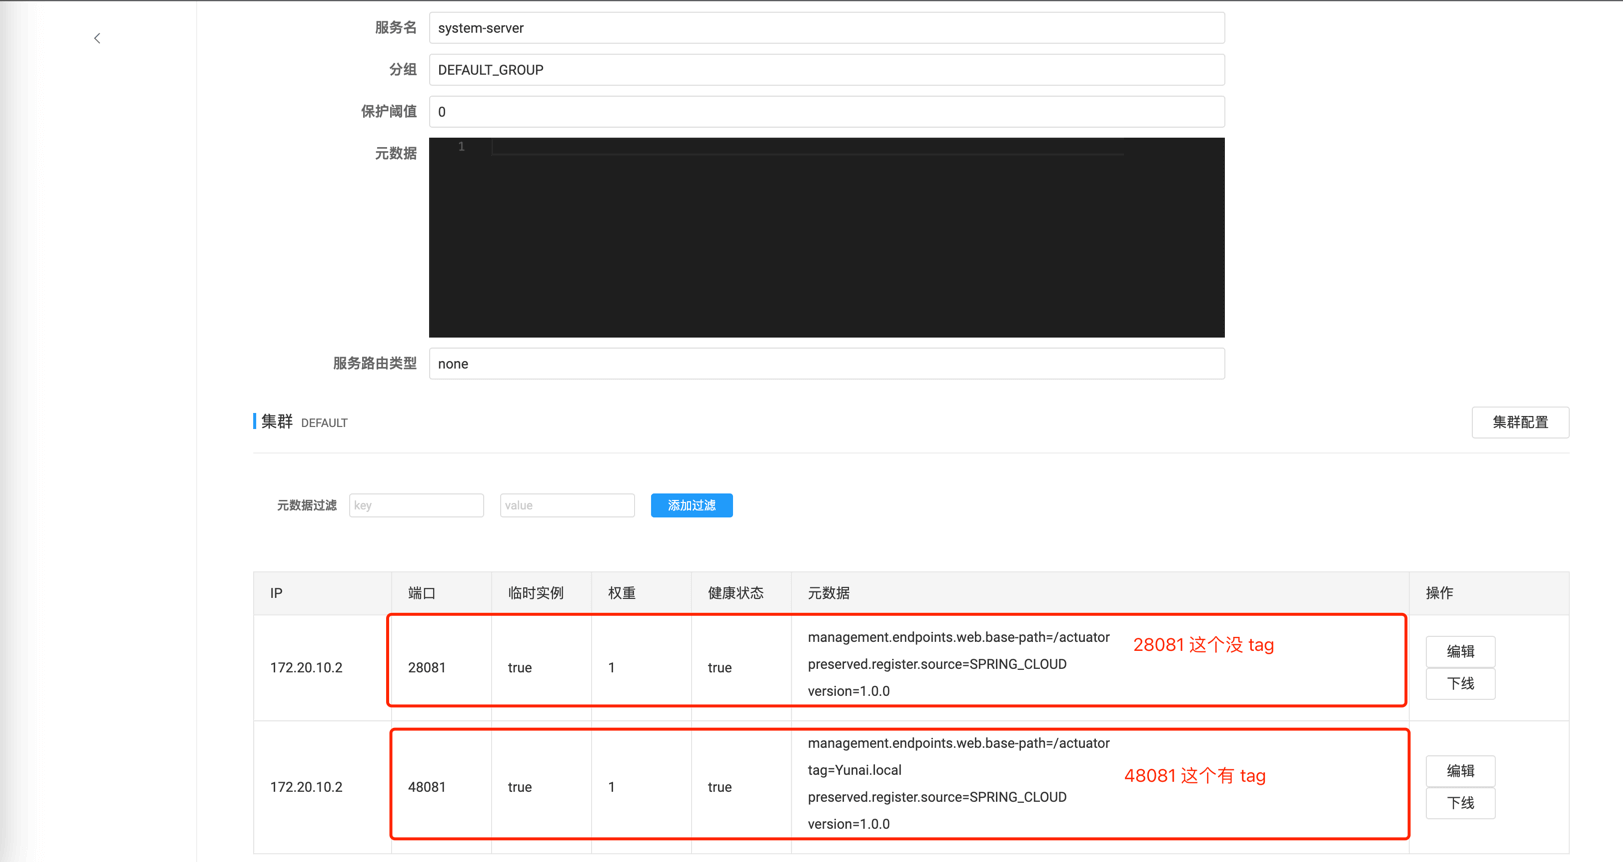 服务名 system-server
分组 DEFAULT_GROUP
保护阈值 0
元数据 1
服务路由类型 none
集群 DEFAULT 集群配置
元数据过滤 key value 添加过滤
IP 端口 临时实例 权重 健康状态 元数据 操作
172.20.10.2 28081 true 1 true
management.endpoints.web.base-path=/actuator
preserved.register.source=SPRING_CLOUD
version=1.0.0
28081 这个没 tag
编辑
下线
172.20.10.2 48081 true 1 true
management.endpoints.web.base-path=/actuator
tag=Yunai.local
preserved.register.source=SPRING_CLOUD
version=1.0.0
48081 这个有 tag
编辑
下线